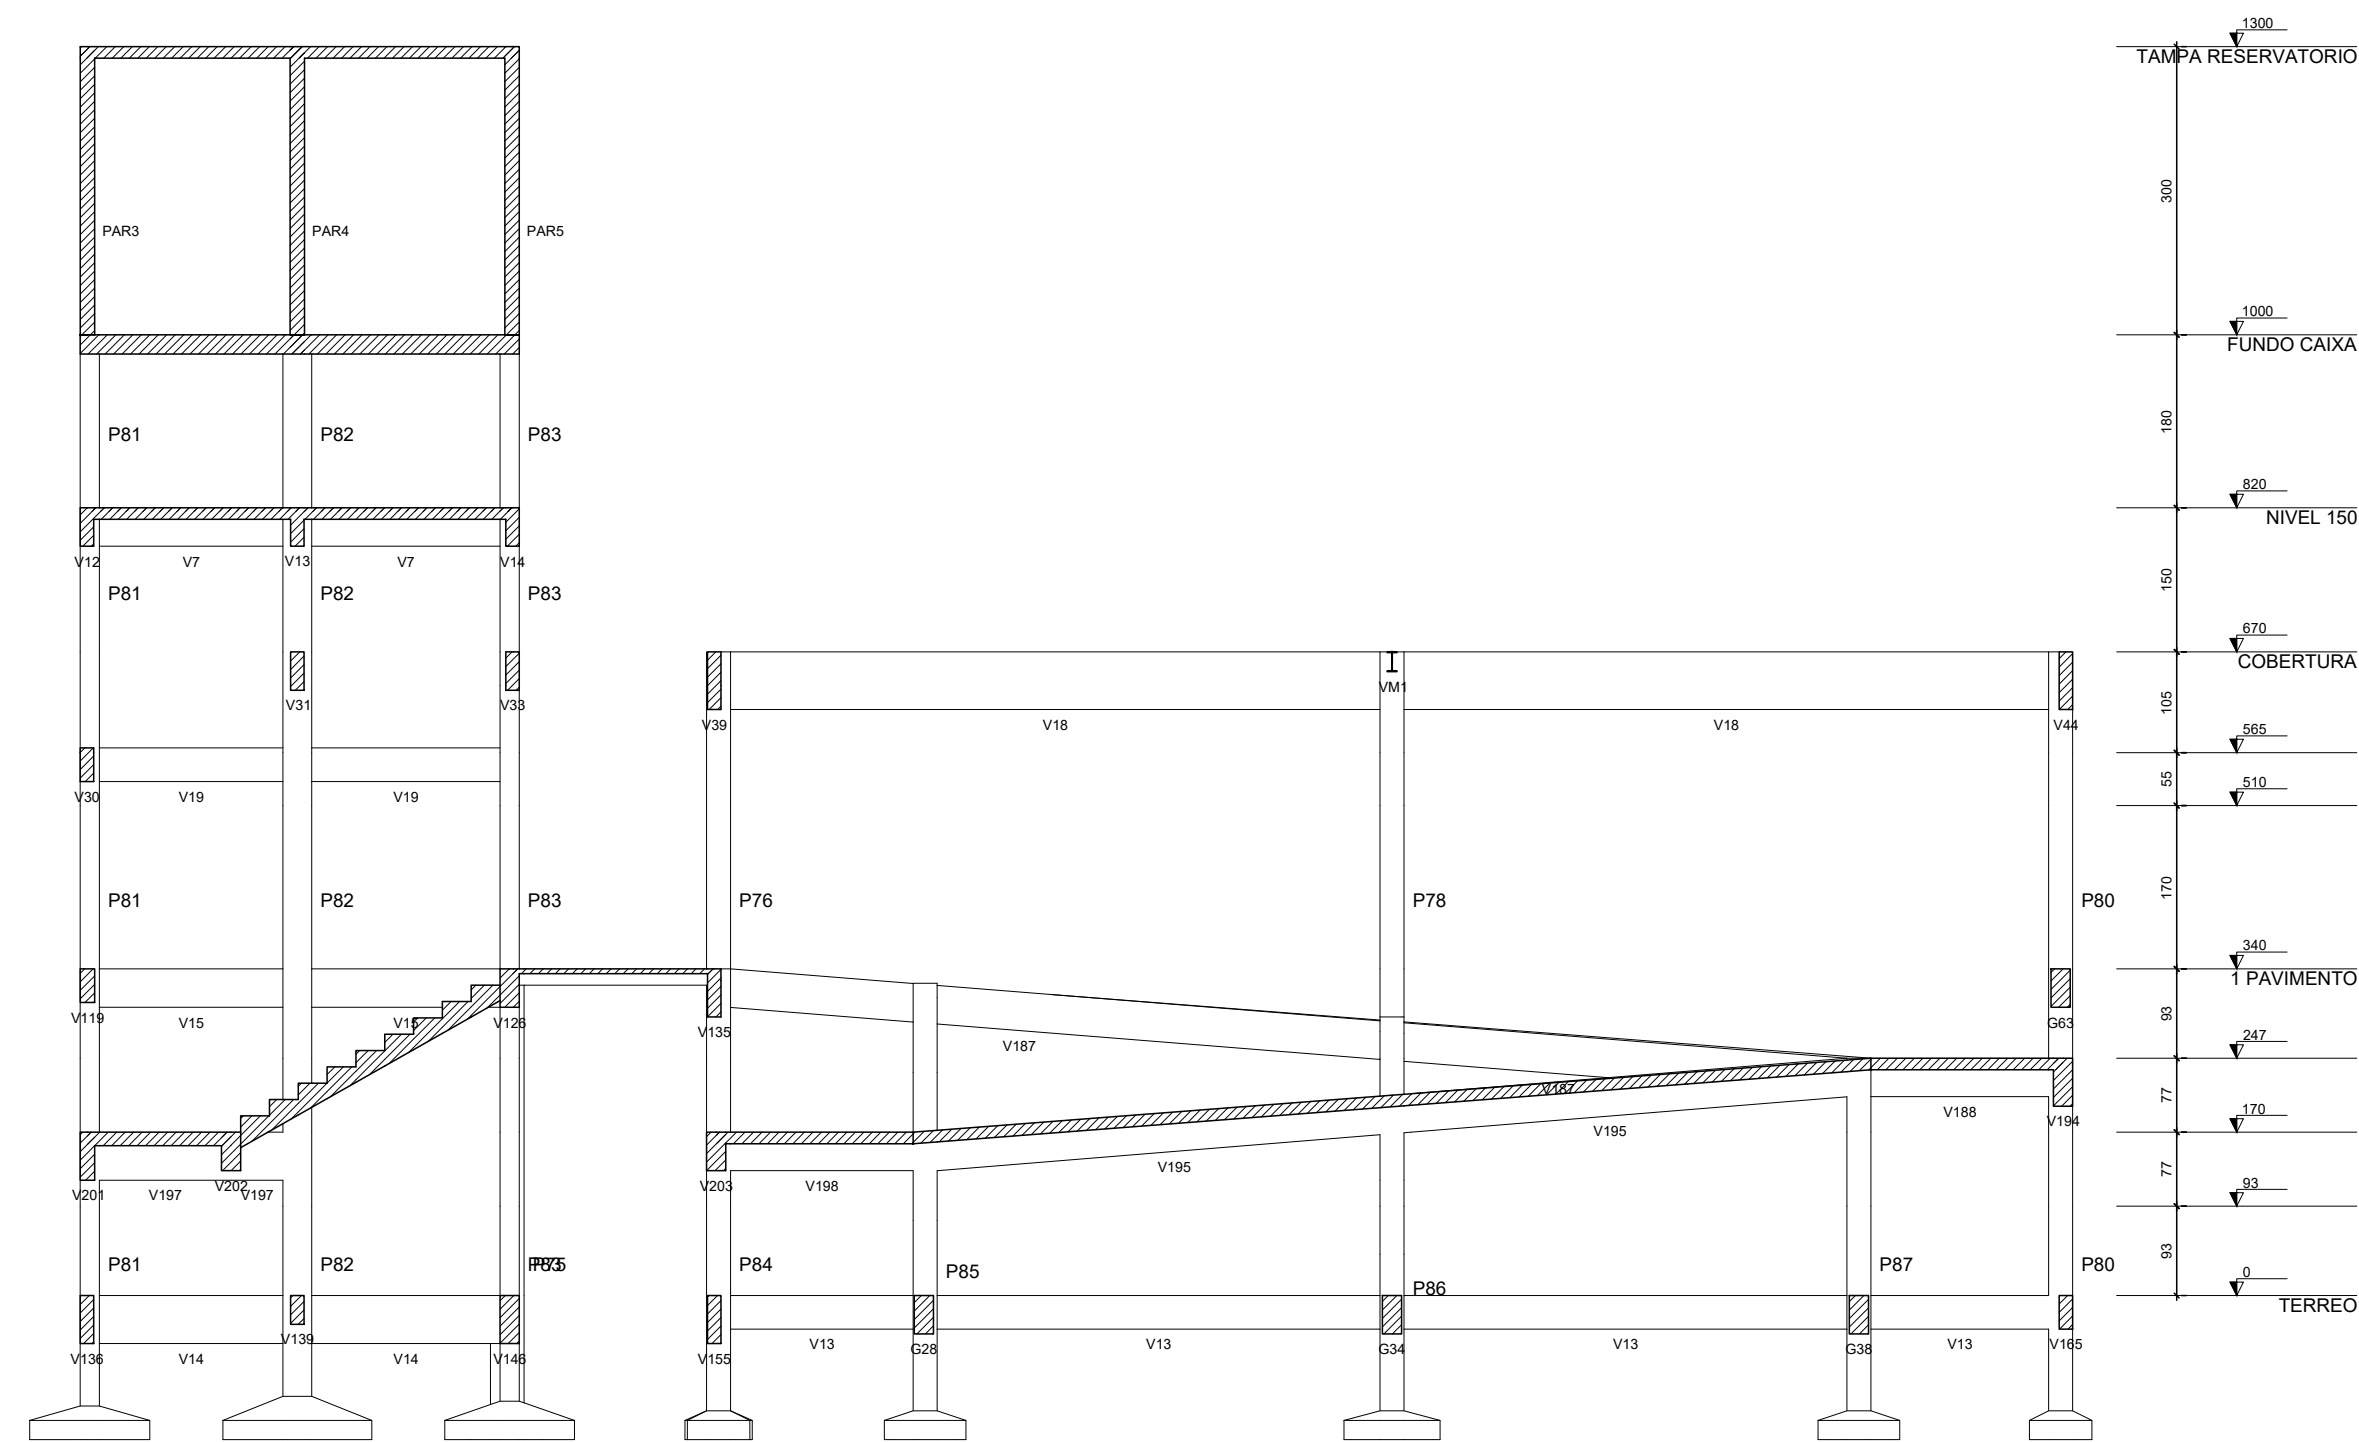 1300
TAMPA RESERVATORIO
300
PAR3 PAR4 PAR5
1000
FUNDO CAIXA
180
P81 P82 P83
820
NIVEL 150
V12 V7 V13 V7 V14
150
P81 P82 P83
670
COBERTURA
V31 V33 VM1
V39 V18 V18 V44
105
565
55
510
V30 V19 V19
170
P81 P82 P83 P76 P78 P80
340
1 PAVIMENTO
V119 V15 V15 V126 V135 G63
93
247
V187
V187
77
170
V188
V194
V195
V195
77
V201 V197 V202 V197 V203 V198
93
93
P81 P82 P83 P75 P84 P85 P86 P87 P80
0
TERREO
V139
V136 V14 V14 V146 V155 V13 G28 V13 G34 V13 G38 V13 V165